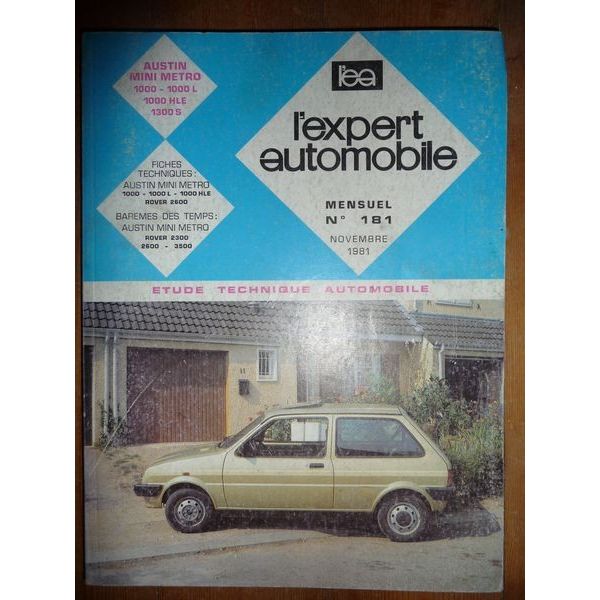 AUSTIN
MINI METRO
1000 - 1000 L
1000 HLE
1300 S
l'ea
l'expert
automobile
FICHES
TECHNIQUES:
AUSTIN MINI METRO
1000 - 1000 L - 1000 HLE
ROVER 2600
BAREMES DES TEMPS:
AUSTIN MINI METRO
ROVER 2300
2600 - 3500
MENSUEL
N° 181
NOVEMBRE
1981
ETUDE TECHNIQUE AUTOMOBILE
11